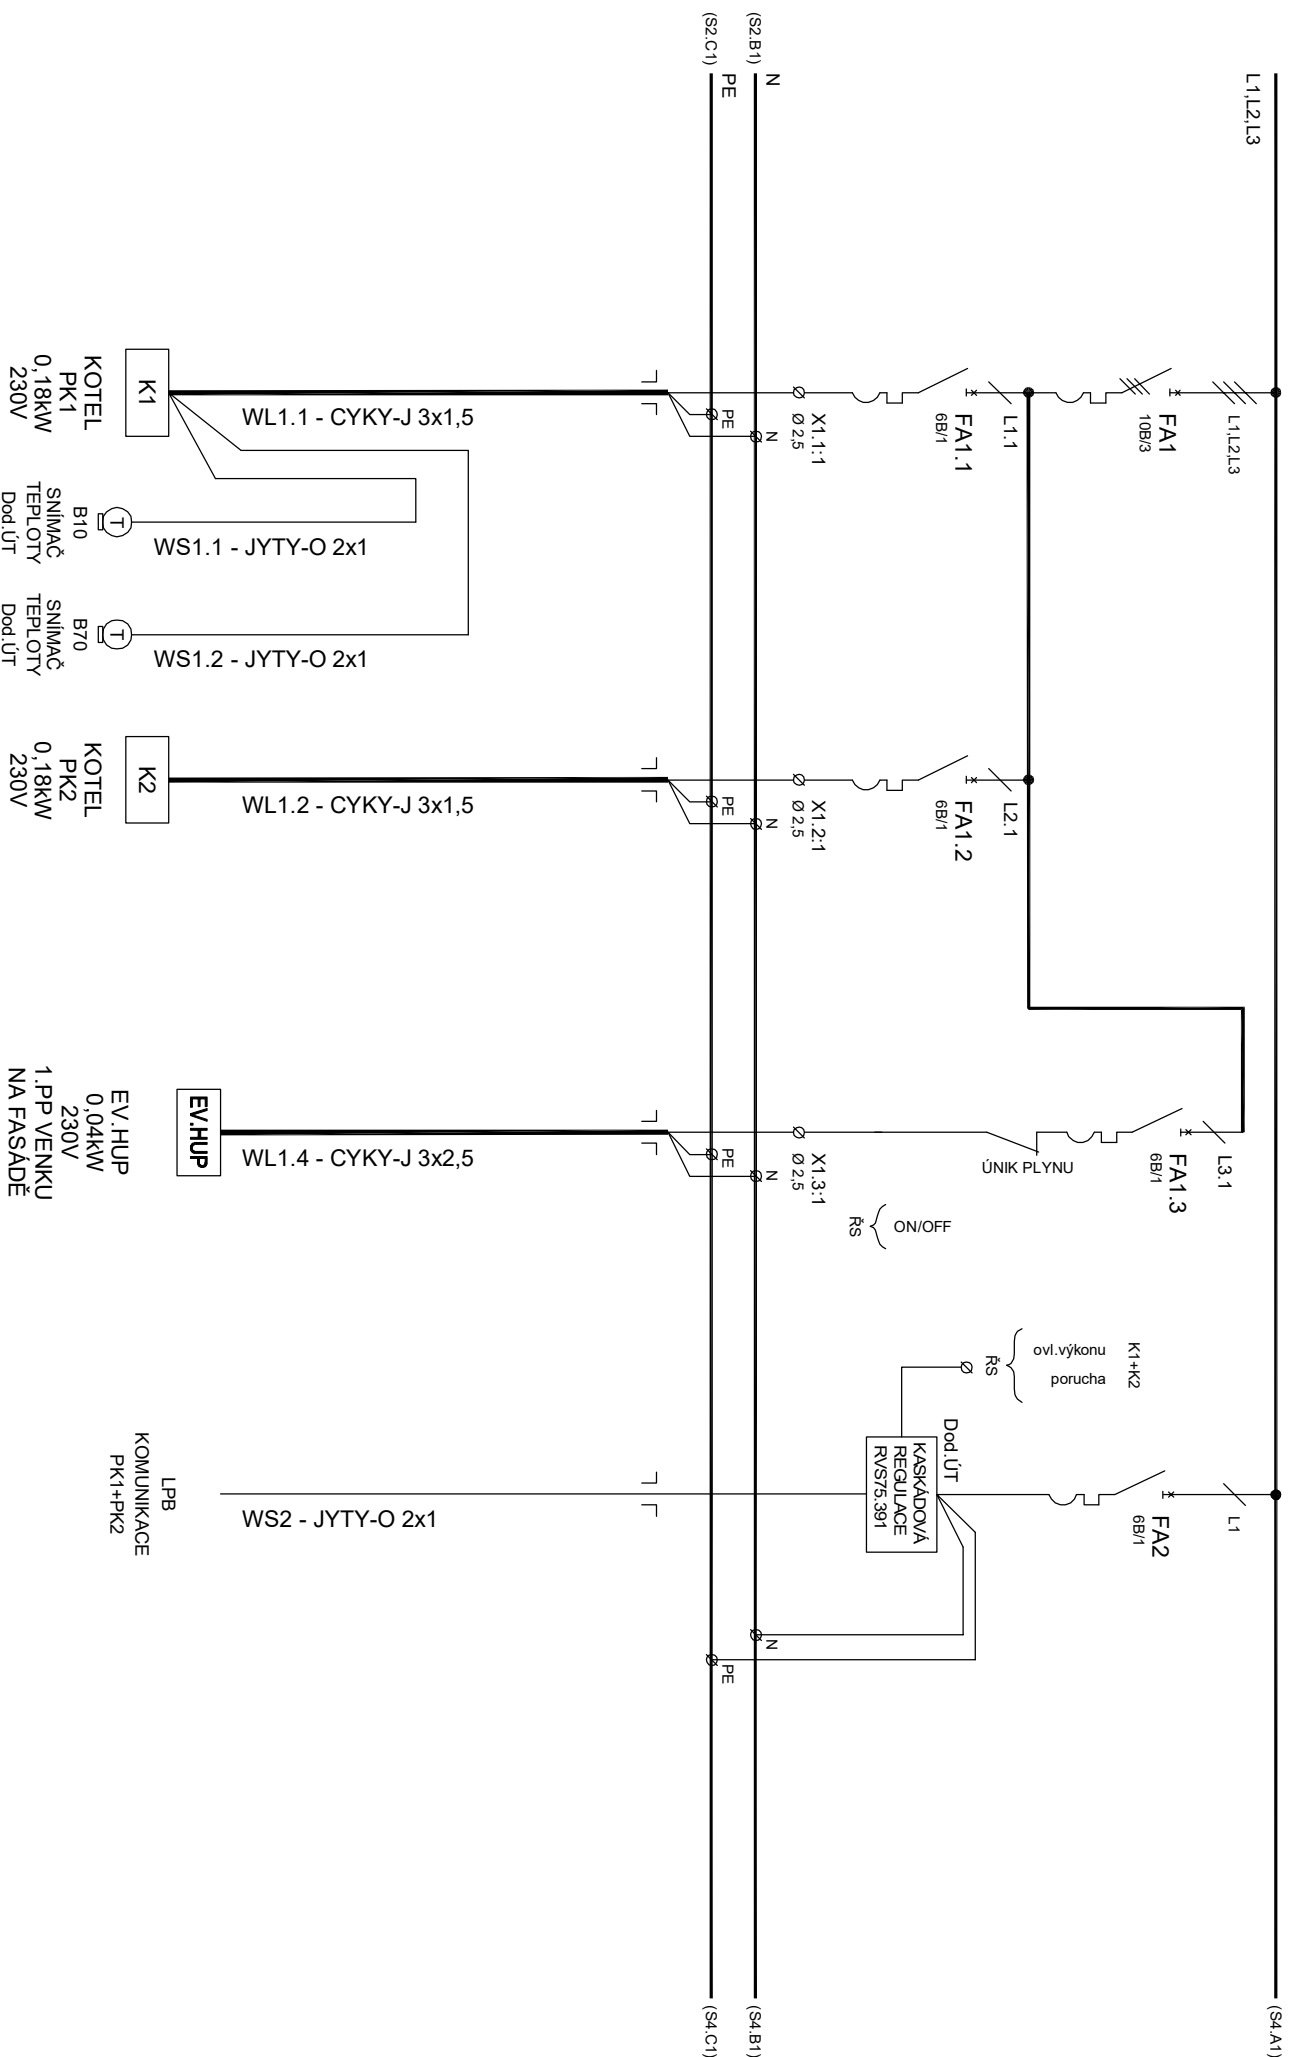 L1,L2,L3
(S4.A1)
L1,L2,L3
FA1
10B/3
L1.1
FA1.1
6B/1
X1.1:1
Ø 2,5
N
PE
WL1.1 - CYKY-J 3x1,5
K1
KOTEL
PK1
0,18kW
230V
WS1.1 - JYTY-O 2x1
T
B10
SNÍMAČ
TEPLOTY
Dod.ÚT
WS1.2 - JYTY-O 2x1
T
B70
SNÍMAČ
TEPLOTY
Dod.ÚT
L2.1
FA1.2
6B/1
X1.2:1
Ø 2,5
N
PE
WL1.2 - CYKY-J 3x1,5
K2
KOTEL
PK2
0,18kW
230V
L3.1
FA1.3
6B/1
ÚNIK PLYNU
ON/OFF
ŘS
X1.3:1
Ø 2,5
N
PE
WL1.4 - CYKY-J 3x2,5
EV.HUP
EV.HUP
0,04kW
230V
1.PP VENKU
NA FASÁDĚ
L1
FA2
6B/1
K1+K2
ovl.výkonu
porucha
ŘS
Dod.ÚT
KASKÁDOVÁ
REGULACE
RVS75.391
N
PE
WS2 - JYTY-O 2x1
LPB
KOMUNIKACE
PK1+PK2
(S2.B1)
N
(S4.B1)
(S2.C1)
PE
(S4.C1)